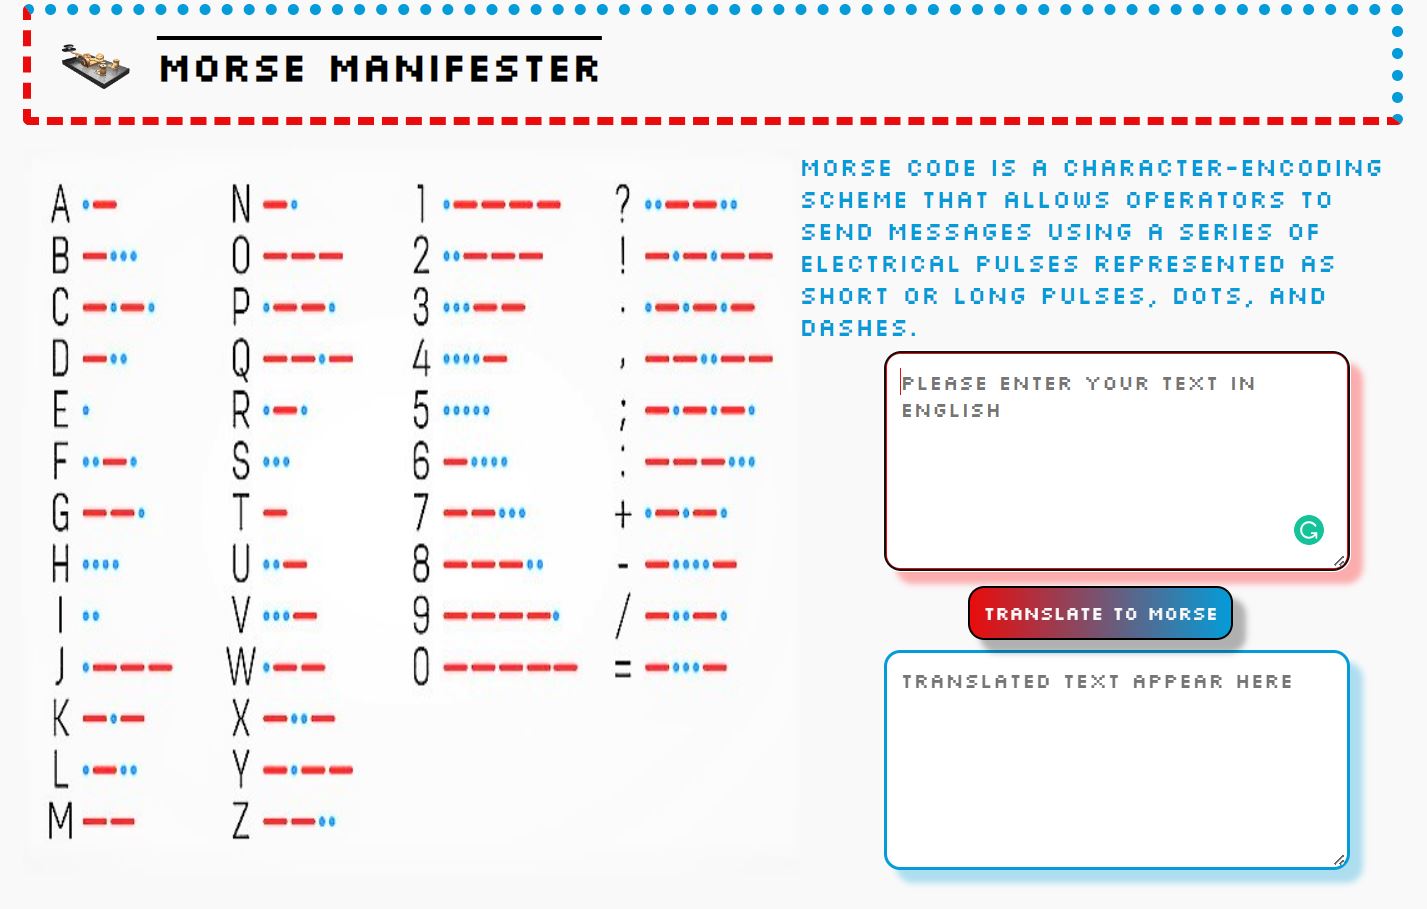 MORSE MANIFESTER
A N 1 ?
B O 2 !
C P 3 .
D Q 4 ,
E R 5 ;
F S 6 :
G T 7 +
H U 8 -
I V 9 /
J W 0 =
K X
L Y
M Z
MORSE CODE IS A CHARACTER-ENCODING
SCHEME THAT ALLOWS OPERATORS TO
SEND MESSAGES USING A SERIES OF
ELECTRICAL PULSES REPRESENTED AS
SHORT OR LONG PULSES, DOTS, AND
DASHES.
PLEASE ENTER YOUR TEXT IN
ENGLISH
TRANSLATE TO MORSE
TRANSLATED TEXT APPEAR HERE